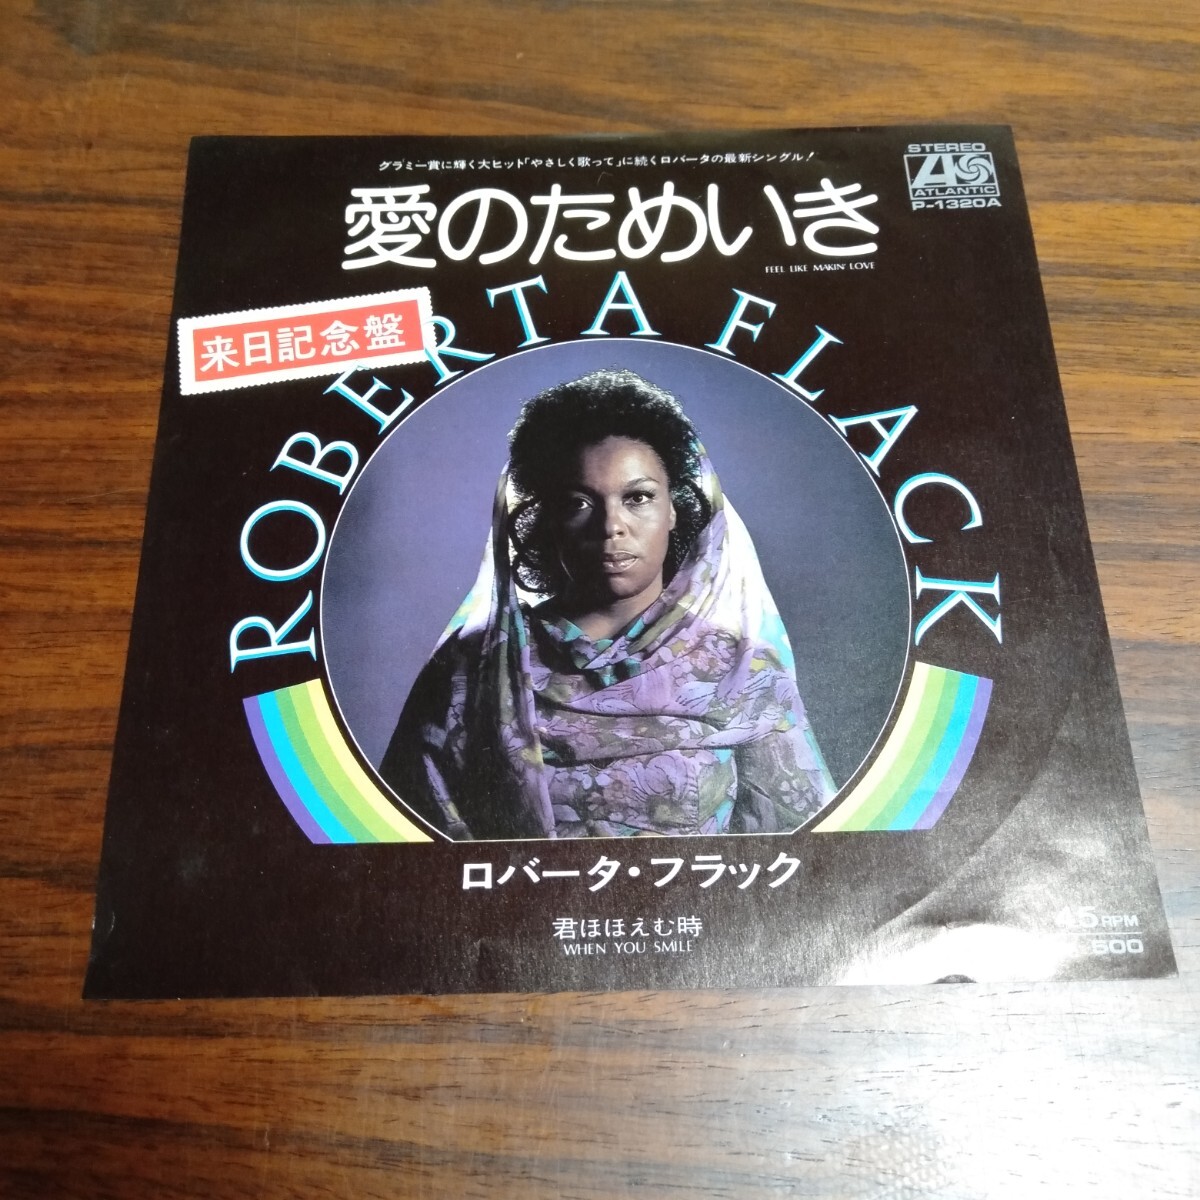 グラミー賞に輝く大ヒット「やさしく歌って」に続くロバータの最新シングル!
STEREO
ATLANTIC
P-1320A
愛のためいき
FEEL LIKE MAKIN' LOVE
来日記念盤
ROBERTA FLACK
ロバータ・フラック
君ほほえむ時
WHEN YOU SMILE
45 RPM
500